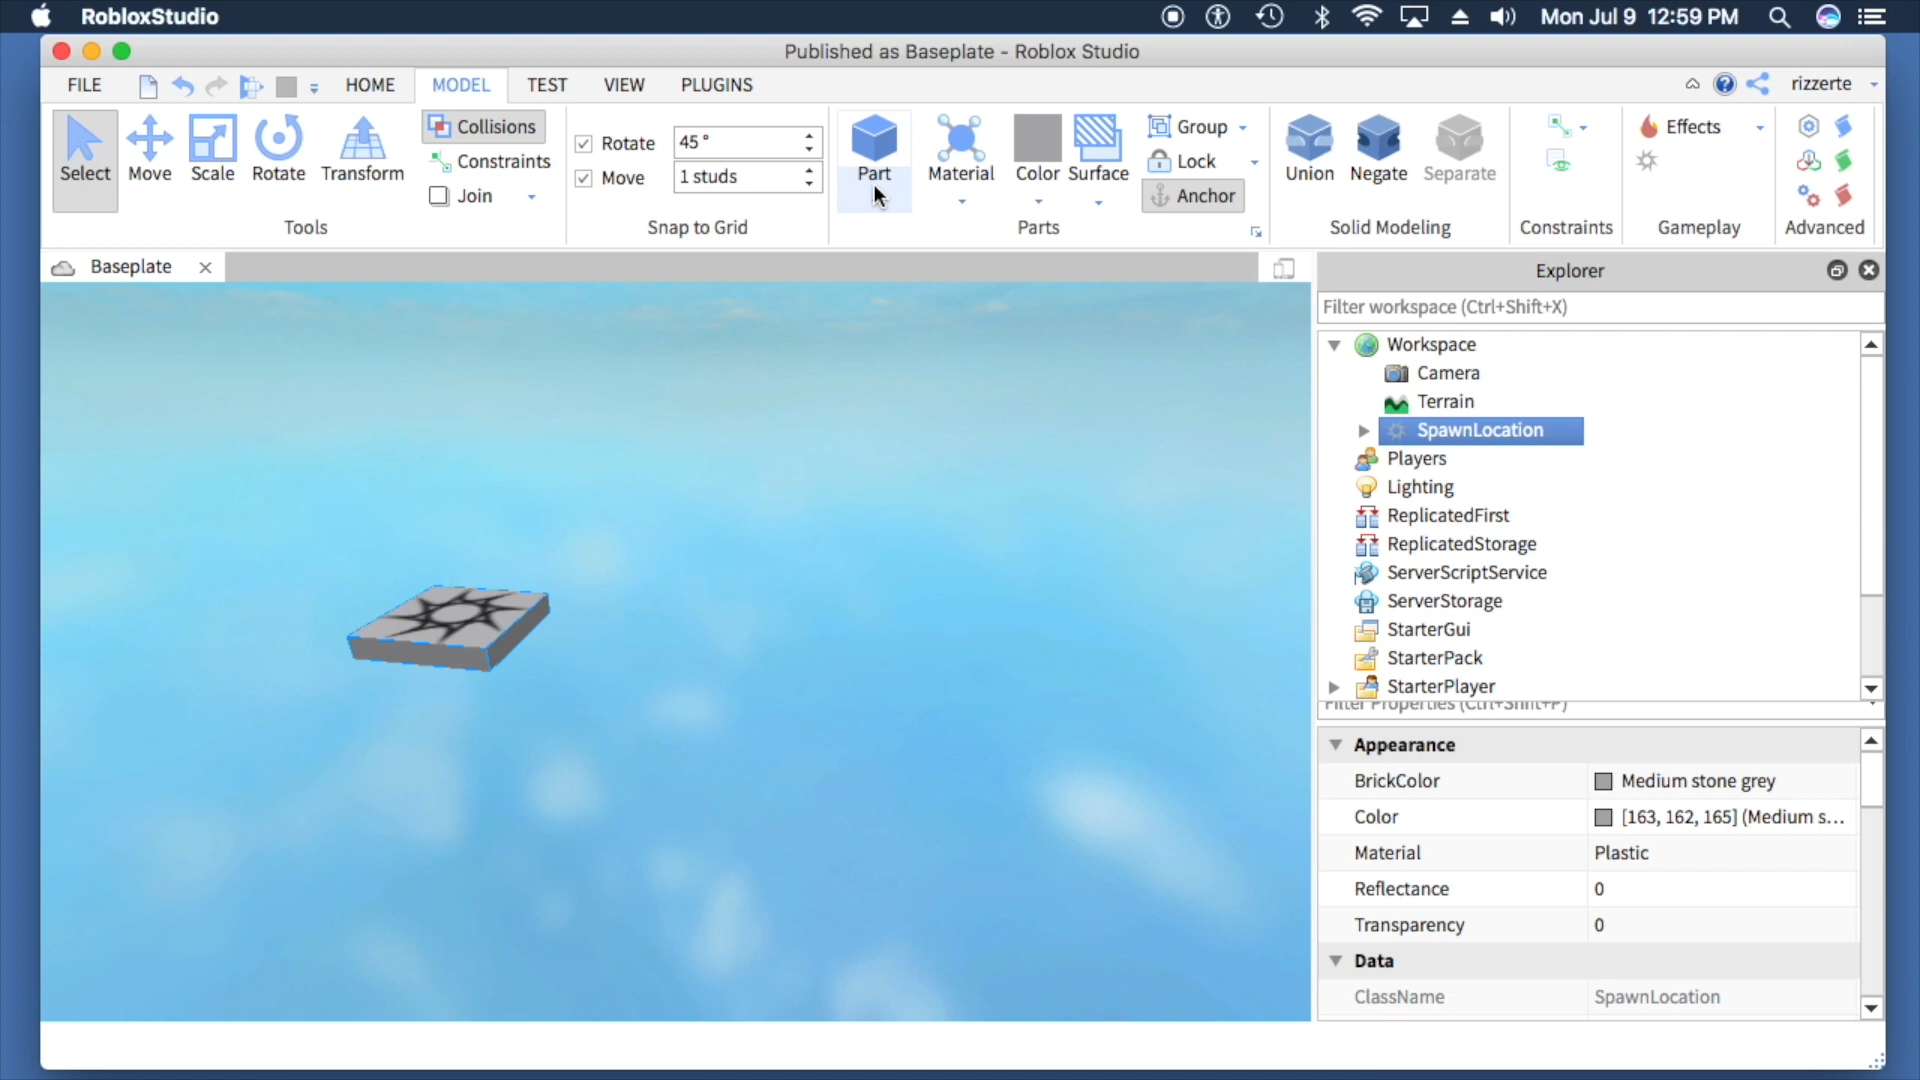 RobloxStudio
Mon Jul 9 12:59 PM
Published as Baseplate - Roblox Studio
FILE HOME MODEL TEST VIEW PLUGINS rizzerte
Select Move Scale Rotate Transform
Collisions
Constraints
Join
Tools
Rotate 45 °
Move 1 studs
Snap to Grid
Part Material Color Surface
Group
Lock
Anchor
Parts
Union Negate Separate
Solid Modeling
Constraints
Effects
Gameplay
Advanced
Baseplate
Explorer
Filter workspace (Ctrl+Shift+X)
Workspace
Camera
Terrain
SpawnLocation
Players
Lighting
ReplicatedFirst
ReplicatedStorage
ServerScriptService
ServerStorage
StarterGui
StarterPack
StarterPlayer
Filter Properties (Ctrl+Shift+P)
Appearance
BrickColor Medium stone grey
Color [163, 162, 165] (Medium s...
Material Plastic
Reflectance 0
Transparency 0
Data
ClassName SpawnLocation